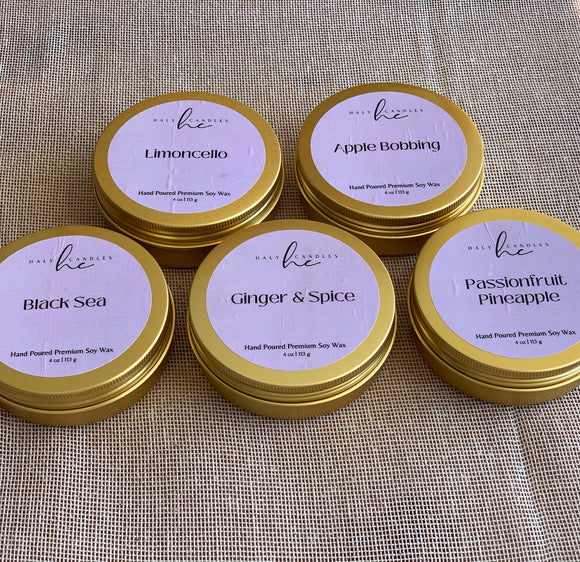 HALY CANDLES
hc
Limoncello
Hand Poured Premium Soy Wax
4 oz | 113 g
HALY CANDLES
hc
Apple Bobbing
Hand Poured Premium Soy Wax
4 oz | 113 g
HALY CANDLES
hc
Black Sea
Hand Poured Premium Soy Wax
4 oz | 113 g
HALY CANDLES
hc
Ginger & Spice
Hand Poured Premium Soy Wax
4 oz | 113 g
HALY CANDLES
hc
Passionfruit
Pineapple
Hand Poured Premium Soy Wax
4 oz | 113 g